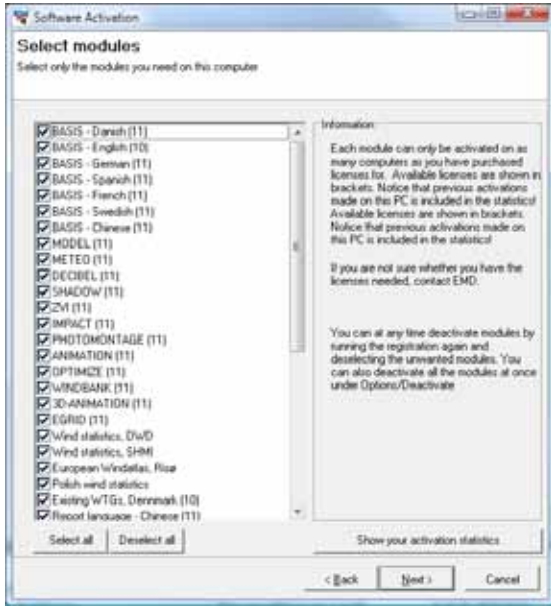 Software Activation
Select modules
Select only the modules you need on this computer
BASIS - Danish (11)
BASIS - English (10)
BASIS - German (11)
BASIS - Spanish (11)
BASIS - French (11)
BASIS - Swedish (11)
BASIS - Chinese (11)
MODEL (11)
METEO (11)
DECIBEL (11)
SHADOW (11)
ZVI (11)
IMPACT (11)
PHOTOMONTAGE (11)
ANIMATION (11)
OPTIMIZE (11)
WINDBANK (11)
3D-ANIMATION (11)
EGRID (11)
Wind statistics, DWD
Wind statistics, SHMI
European Windatlas, Risø
Polish wind statistics
Existing WTGs, Dennmark (10)
Report language - Chinese (11)
Select all
Deselect all
Information
Each module can only be activated on as
many computers as you have purchased
licenses for. Available licenses are shown in
brackets. Notice that previous activations
made on this PC is included in the statistics!
Available licenses are shown in brackets.
Notice that previous activations made on
this PC is included in the statistics!
If you are not sure whether you have the
licenses needed, contact EMD.
You can at any time deactivate modules by
running the registration again and
deselecting the unwanted modules. You
can also deactivate all the modules at once
under Options/Deactivate
Show your activation statistics
< Back
Next >
Cancel